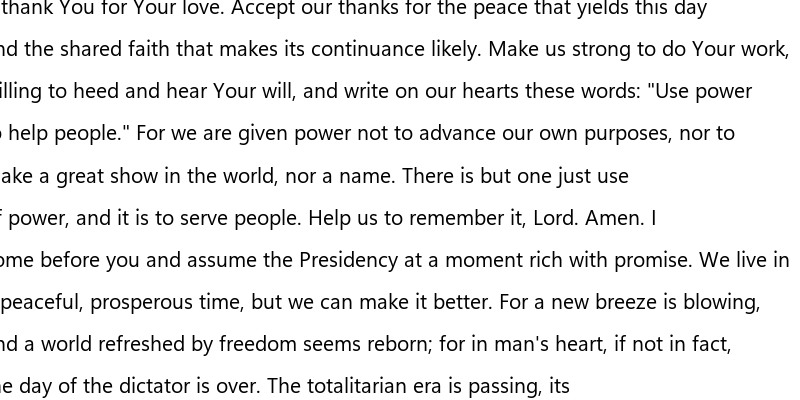 thank You for Your love. Accept our thanks for the peace that yields this day
nd the shared faith that makes its continuance likely. Make us strong to do Your work,
illing to heed and hear Your will, and write on our hearts these words: "Use power
o help people." For we are given power not to advance our own purposes, nor to
ake a great show in the world, nor a name. There is but one just use
f power, and it is to serve people. Help us to remember it, Lord. Amen. I
ome before you and assume the Presidency at a moment rich with promise. We live in
peaceful, prosperous time, but we can make it better. For a new breeze is blowing,
nd a world refreshed by freedom seems reborn; for in man's heart, if not in fact,
e day of the dictator is over. The totalitarian era is passing, its